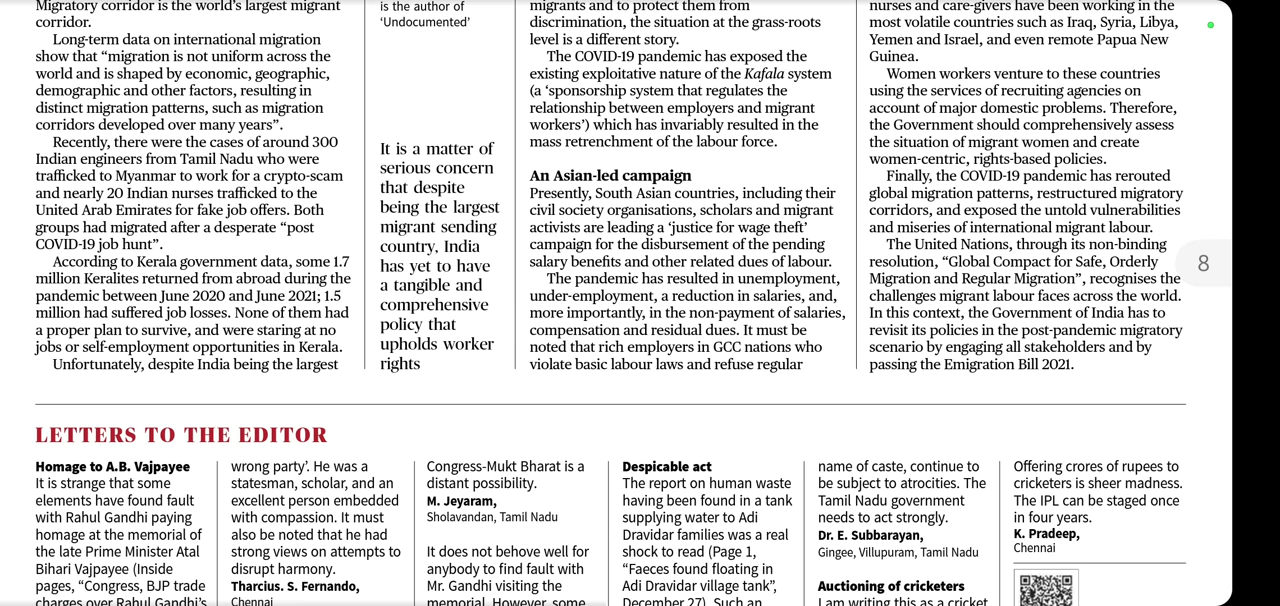 Migratory corridor is the world's largest migrant
corridor.
Long-term data on international migration
show that “migration is not uniform across the
world and is shaped by economic, geographic,
demographic and other factors, resulting in
distinct migration patterns, such as migration
corridors developed over many years”.
Recently, there were the cases of around 300
Indian engineers from Tamil Nadu who were
trafficked to Myanmar to work for a crypto-scam
and nearly 20 Indian nurses trafficked to the
United Arab Emirates for fake job offers. Both
groups had migrated after a desperate “post
COVID-19 job hunt”.
According to Kerala government data, some 1.7
million Keralites returned from abroad during the
pandemic between June 2020 and June 2021; 1.5
million had suffered job losses. None of them had
a proper plan to survive, and were staring at no
jobs or self-employment opportunities in Kerala.
Unfortunately, despite India being the largest
is the author of
‘Undocumented’
It is a matter of
serious concern
that despite
being the largest
migrant sending
country, India
has yet to have
a tangible and
comprehensive
policy that
upholds worker
rights
migrants and to protect them from
discrimination, the situation at the grass-roots
level is a different story.
The COVID-19 pandemic has exposed the
existing exploitative nature of the Kafala system
(a ‘sponsorship system that regulates the
relationship between employers and migrant
workers’) which has invariably resulted in the
mass retrenchment of the labour force.
An Asian-led campaign
Presently, South Asian countries, including their
civil society organisations, scholars and migrant
activists are leading a ‘justice for wage theft’
campaign for the disbursement of the pending
salary benefits and other related dues of labour.
The pandemic has resulted in unemployment,
under-employment, a reduction in salaries, and,
more importantly, in the non-payment of salaries,
compensation and residual dues. It must be
noted that rich employers in GCC nations who
violate basic labour laws and refuse regular
nurses and care-givers have been working in the
most volatile countries such as Iraq, Syria, Libya,
Yemen and Israel, and even remote Papua New
Guinea.
Women workers venture to these countries
using the services of recruiting agencies on
account of major domestic problems. Therefore,
the Government should comprehensively assess
the situation of migrant women and create
women-centric, rights-based policies.
Finally, the COVID-19 pandemic has rerouted
global migration patterns, restructured migratory
corridors, and exposed the untold vulnerabilities
and miseries of international migrant labour.
The United Nations, through its non-binding
resolution, “Global Compact for Safe, Orderly
Migration and Regular Migration”, recognises the
challenges migrant labour faces across the world.
In this context, the Government of India has to
revisit its policies in the post-pandemic migratory
scenario by engaging all stakeholders and by
passing the Emigration Bill 2021.
8
LETTERS TO THE EDITOR
Homage to A.B. Vajpayee
It is strange that some
elements have found fault
with Rahul Gandhi paying
homage at the memorial of
the late Prime Minister Atal
Bihari Vajpayee (Inside
pages, “Congress, BJP trade
charges over Rahul Gandhi’s
wrong party’. He was a
statesman, scholar, and an
excellent person embedded
with compassion. It must
also be noted that he had
strong views on attempts to
disrupt harmony.
Tharcius. S. Fernando,
Chennai
Congress-Mukt Bharat is a
distant possibility.
M. Jeyaram,
Sholavandan, Tamil Nadu
It does not behove well for
anybody to find fault with
Mr. Gandhi visiting the
memorial. However, some
Despicable act
The report on human waste
having been found in a tank
supplying water to Adi
Dravidar families was a real
shock to read (Page 1,
“Faeces found floating in
Adi Dravidar village tank”,
December 27). Such an
name of caste, continue to
be subject to atrocities. The
Tamil Nadu government
needs to act strongly.
Dr. E. Subbarayan,
Gingee, Villupuram, Tamil Nadu
Auctioning of cricketers
I am writing this as a cricket
Offering crores of rupees to
cricketers is sheer madness.
The IPL can be staged once
in four years.
K. Pradeep,
Chennai